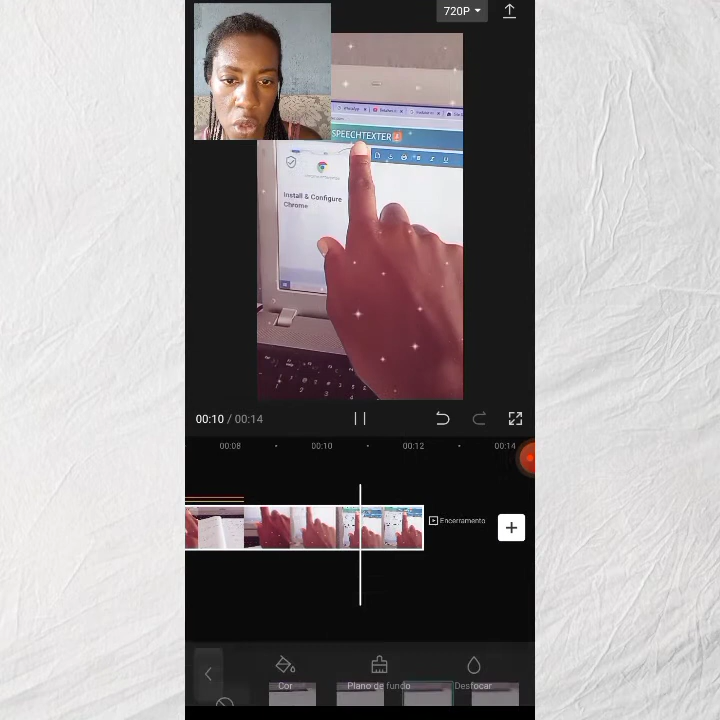 720P
WhatsApp
SPEECHTEXTER
Install & Configure
Chrome
00:10 / 00:14
00:08
00:10
00:12
00:14
Encerramento
Cor
Plano de fundo
Desfocar